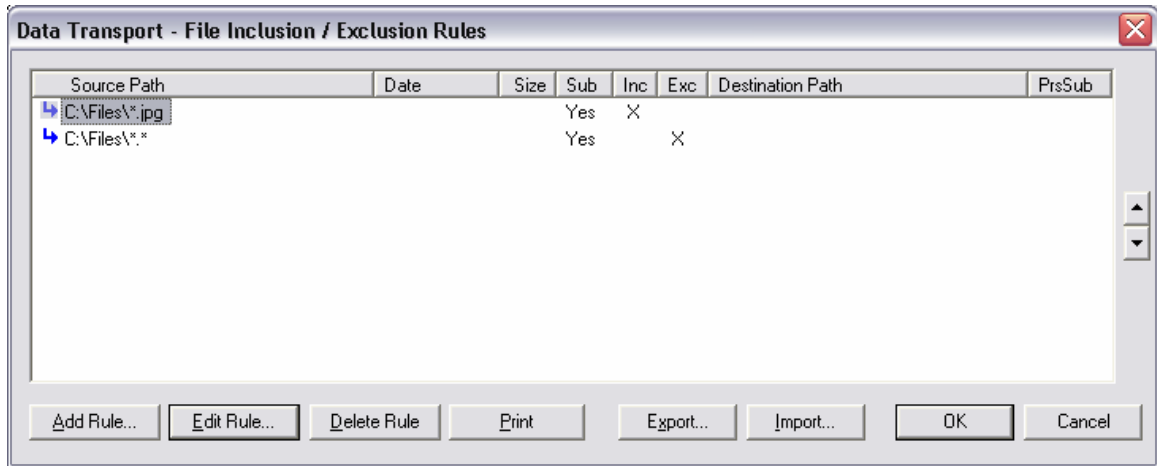 Data Transport - File Inclusion / Exclusion Rules
Source Path Date Size Sub Inc Exc Destination Path PrsSub
C:\Files\*.jpg Yes X
C:\Files\*.* Yes X
Add Rule... Edit Rule... Delete Rule Print Export... Import... OK Cancel